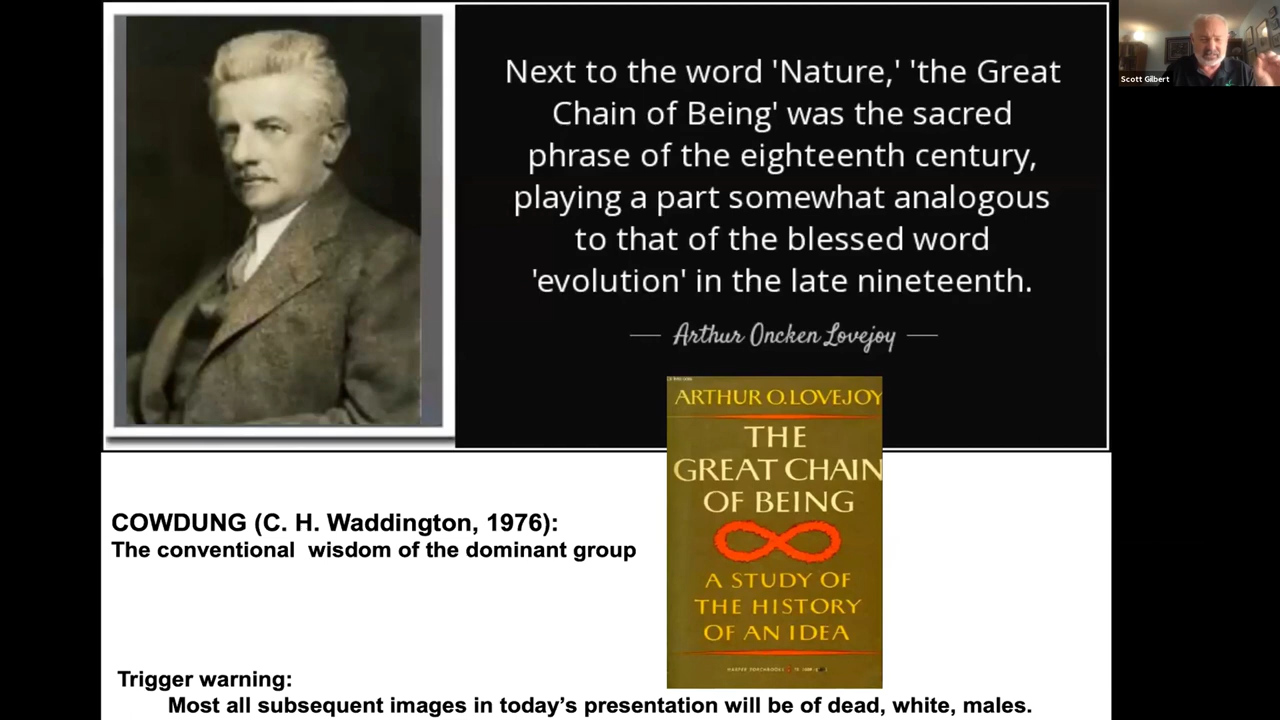 Next to the word 'Nature,' 'the Great
Chain of Being' was the sacred
phrase of the eighteenth century,
playing a part somewhat analogous
to that of the blessed word
'evolution' in the late nineteenth.
Arthur Oncken Lovejoy
Scott Gilbert
ARTHUR O. LOVEJOY
THE
GREAT CHAIN
OF BEING
A STUDY OF
THE HISTORY
OF AN IDEA
HARPER TORCHBOOKS
COWDUNG (C. H. Waddington, 1976):
The conventional  wisdom of the dominant group
Trigger warning:
Most all subsequent images in today’s presentation will be of dead, white, males.